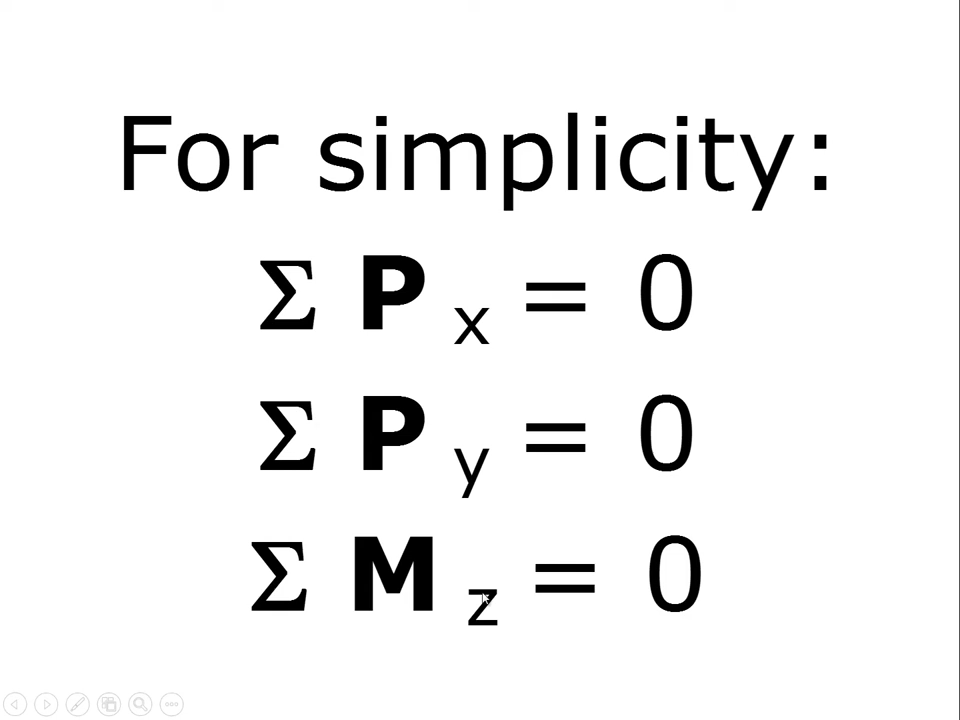 For simplicity:
Σ P x = 0
Σ P y = 0
Σ M z = 0